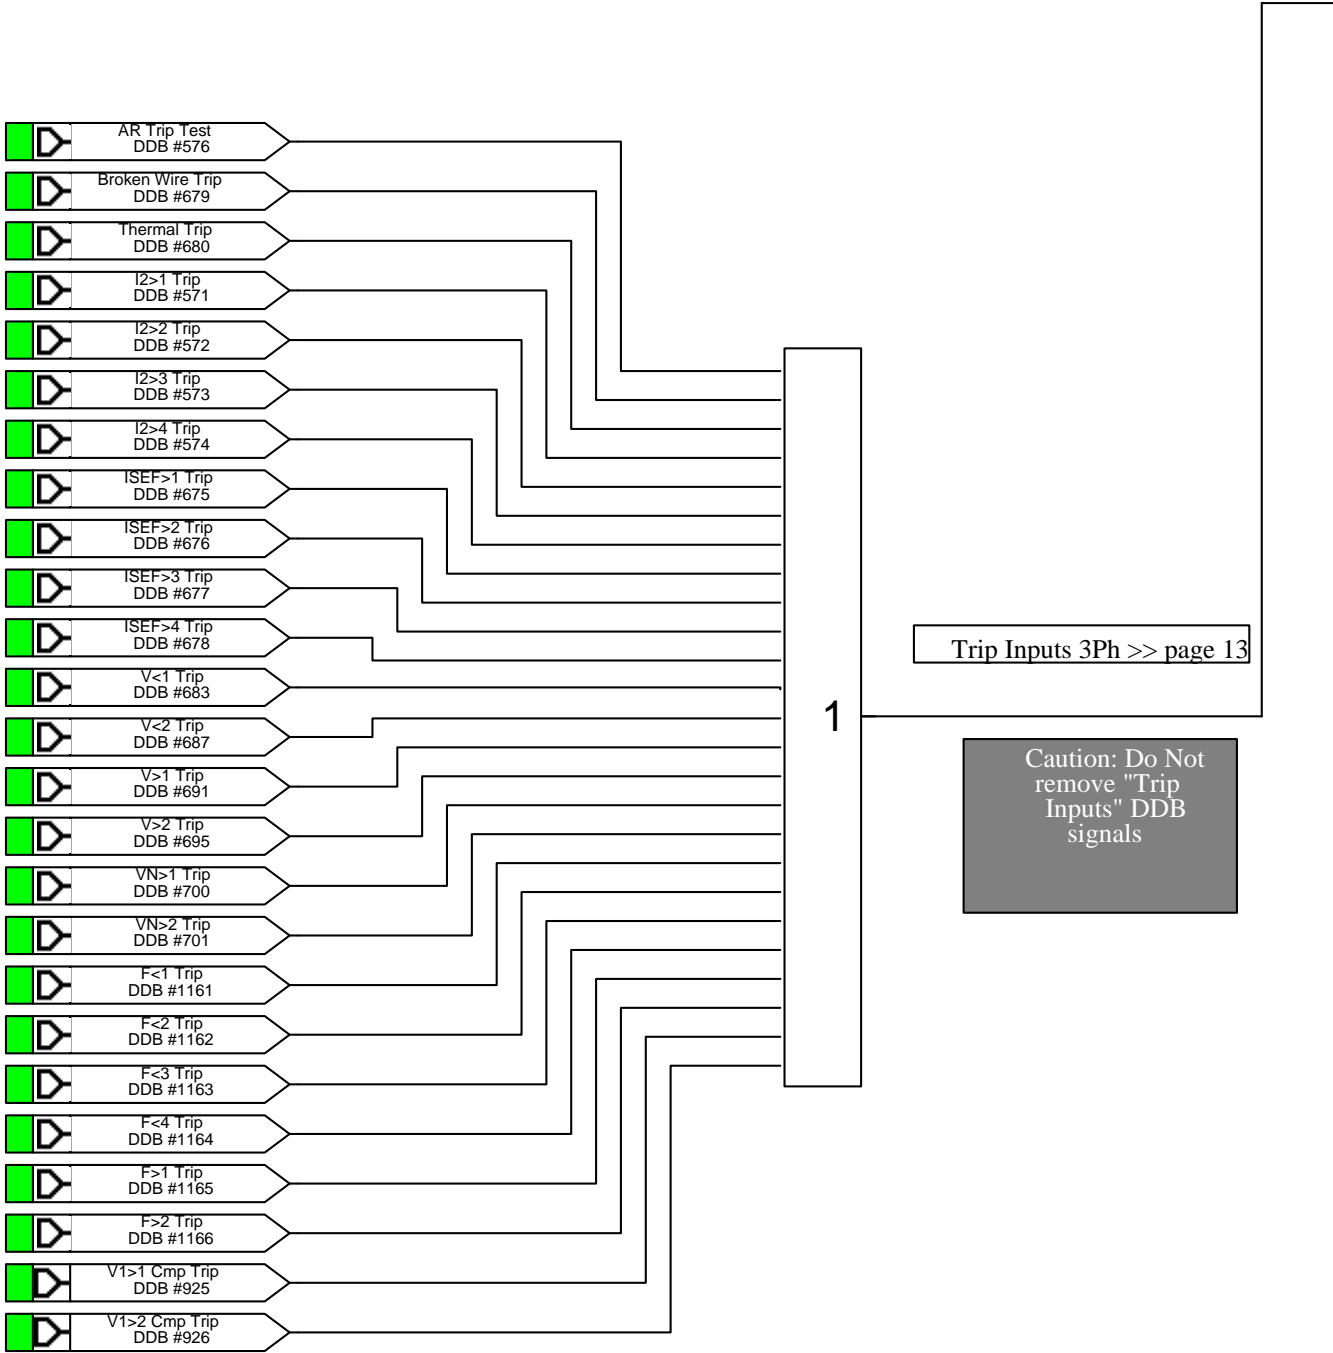 AR Trip Test
DDB #576
Broken Wire Trip
DDB #679
Thermal Trip
DDB #680
I2>1 Trip
DDB #571
I2>2 Trip
DDB #572
I2>3 Trip
DDB #573
I2>4 Trip
DDB #574
ISEF>1 Trip
DDB #675
ISEF>2 Trip
DDB #676
ISEF>3 Trip
DDB #677
ISEF>4 Trip
DDB #678
V<1 Trip
DDB #683
V<2 Trip
DDB #687
V>1 Trip
DDB #691
V>2 Trip
DDB #695
VN>1 Trip
DDB #700
VN>2 Trip
DDB #701
F<1 Trip
DDB #1161
F<2 Trip
DDB #1162
F<3 Trip
DDB #1163
F<4 Trip
DDB #1164
F>1 Trip
DDB #1165
F>2 Trip
DDB #1166
V1>1 Cmp Trip
DDB #925
V1>2 Cmp Trip
DDB #926
1
Trip Inputs 3Ph >> page 13
Caution: Do Not
remove "Trip
Inputs" DDB
signals